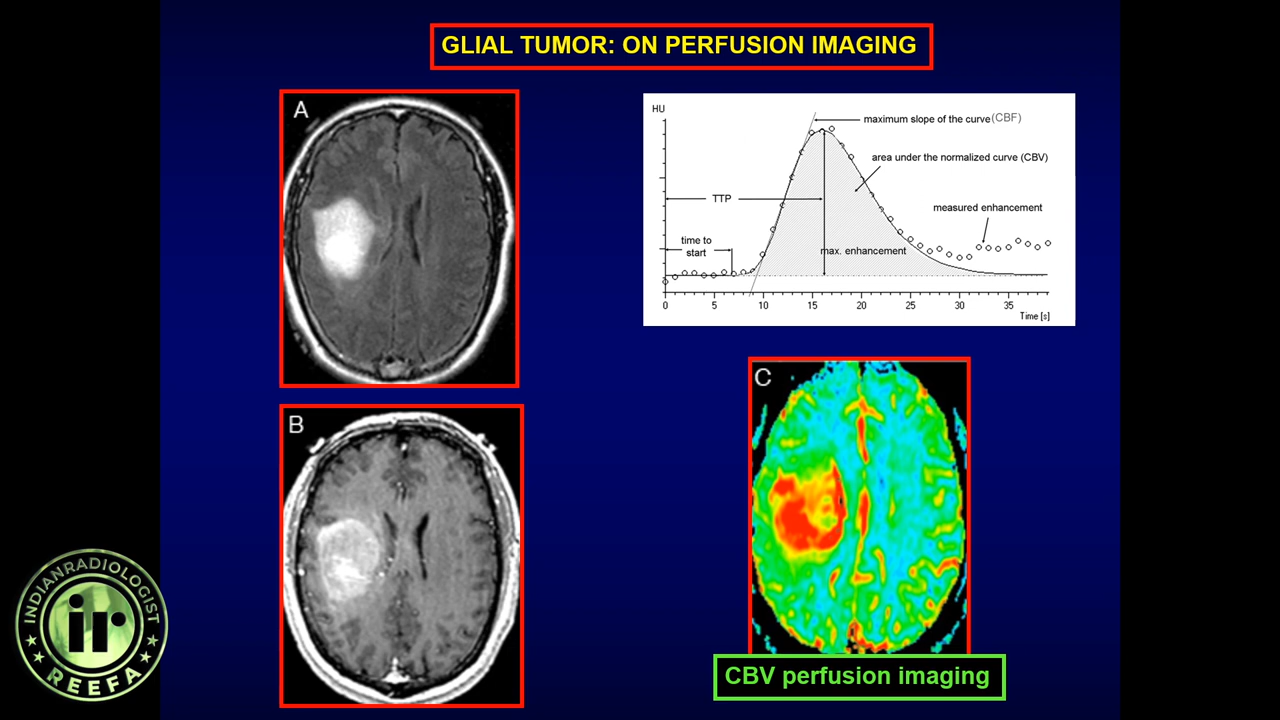 GLIAL TUMOR: ON PERFUSION IMAGING
A
HU
maximum slope of the curve (CBF)
area under the normalized curve (CBV)
TTP
measured enhancement
time to
start
max. enhancement
0 5 10 15 20 25 30 35
Time [s]
C
B
CBV perfusion imaging
INDIANRADIOLOGIST
ir
REEFA